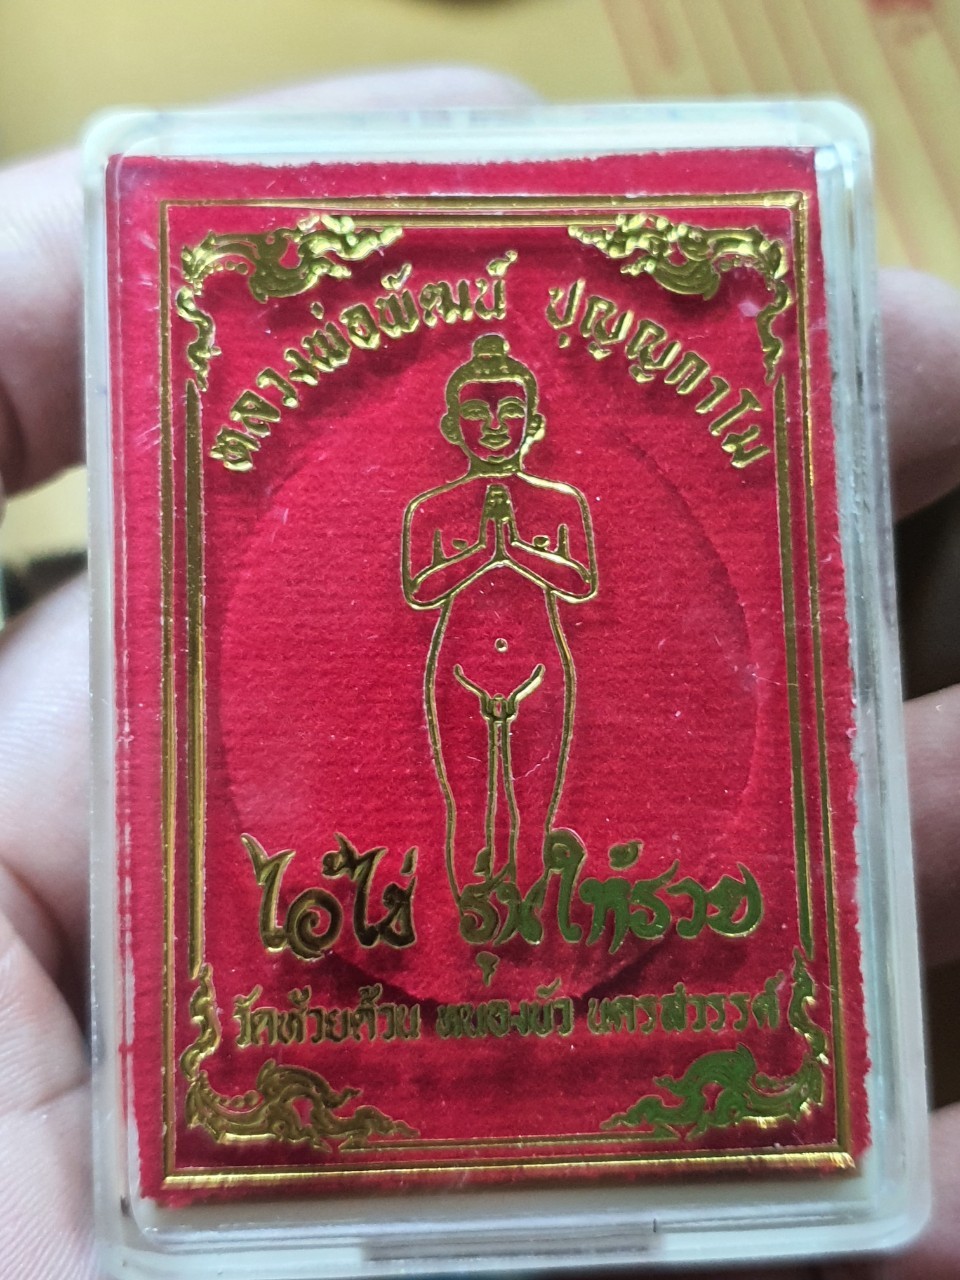 หลวงพ่อพัฒน์ ปุญญกาโม
ไอ้ไข่ รุ่นให้รวย
วัดห้วยด้วน หนองบัว นครสวรรค์